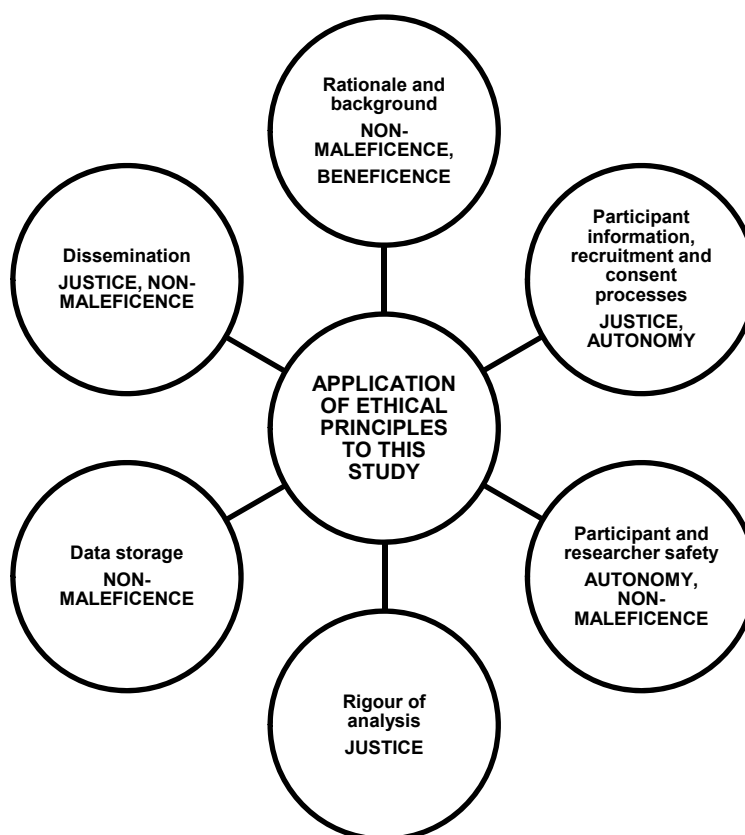 Rationale and
background
NON-
MALEFICENCE,
BENEFICENCE
Participant
information,
recruitment and
consent
processes
JUSTICE,
AUTONOMY
Dissemination
JUSTICE, NON-
MALEFICENCE
APPLICATION
OF ETHICAL
PRINCIPLES
TO THIS
STUDY
Data storage
NON-
MALEFICENCE
Participant and
researcher safety
AUTONOMY,
NON-
MALEFICENCE
Rigour of
analysis
JUSTICE